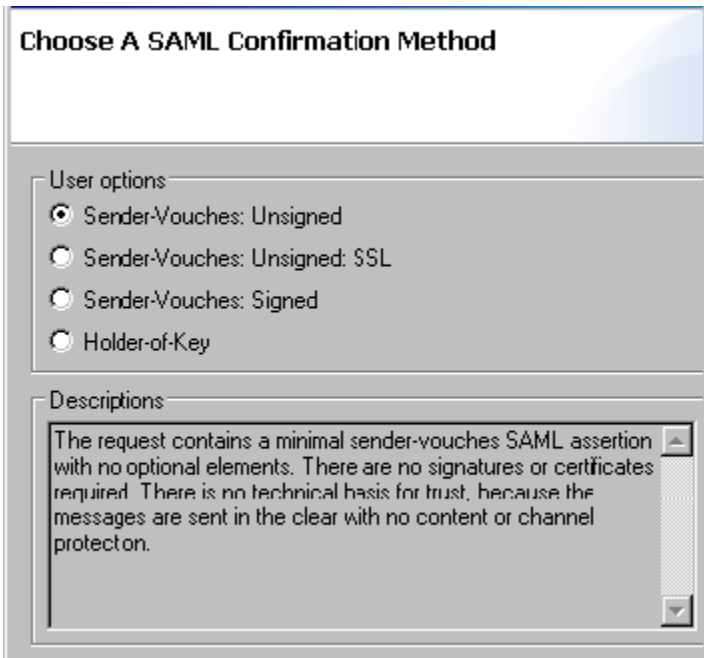 Choose A SAML Confirmation Method
User options
Sender-Vouches: Unsigned
Sender-Vouches: Unsigned: SSL
Sender-Vouches: Signed
Holder-of-Key
Descriptions
The request contains a minimal sender-vouches SAML assertion
with no optional elements. There are no signatures or certificates
required. There is no technical basis for trust, because the
messages are sent in the clear with no content or channel
protecton.